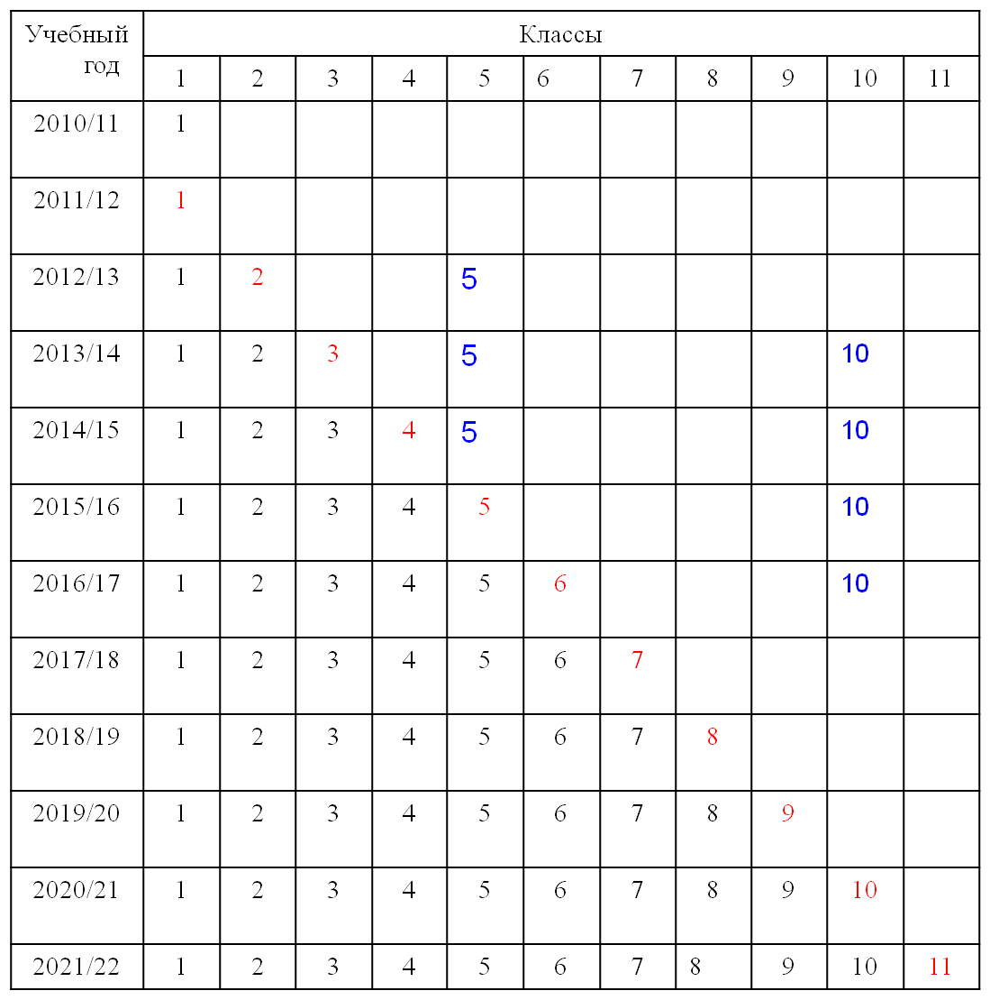 Учебный год Классы
1 2 3 4 5 6 7 8 9 10 11
2010/11 1
2011/12 1
2012/13 1 2 5
2013/14 1 2 3 5 10
2014/15 1 2 3 4 5 10
2015/16 1 2 3 4 5 10
2016/17 1 2 3 4 5 6 10
2017/18 1 2 3 4 5 6 7
2018/19 1 2 3 4 5 6 7 8
2019/20 1 2 3 4 5 6 7 8 9
2020/21 1 2 3 4 5 6 7 8 9 10
2021/22 1 2 3 4 5 6 7 8 9 10 11